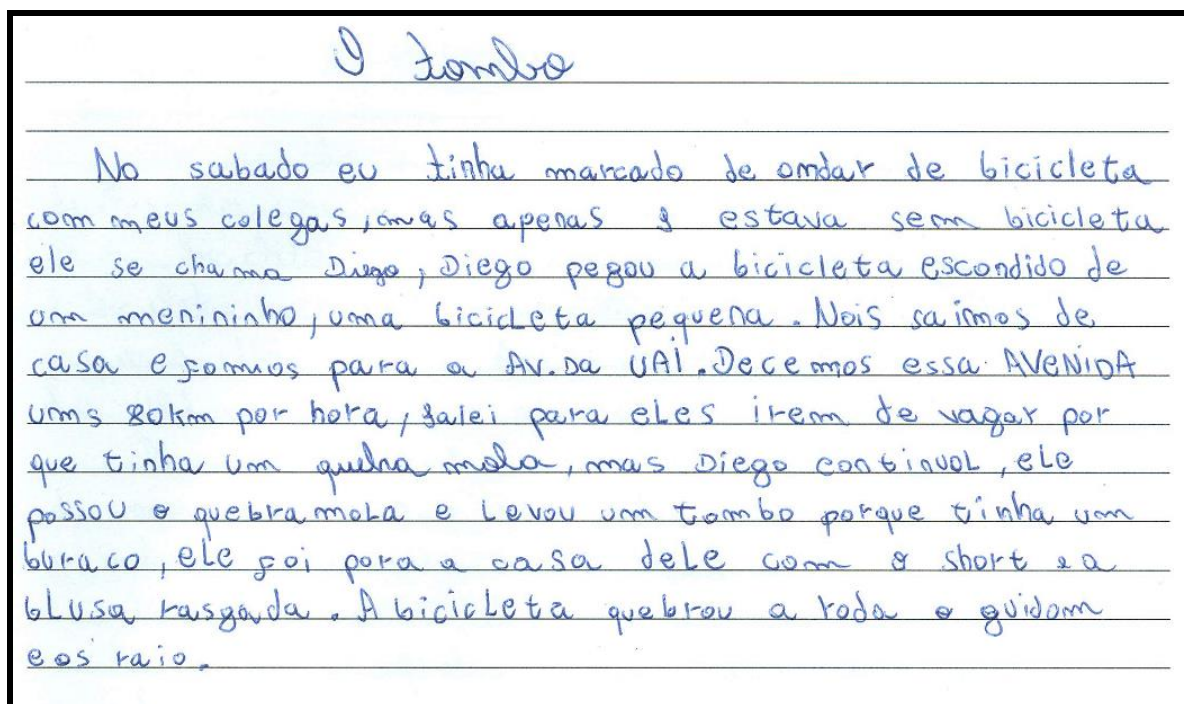 O tombo
No sabado eu tinha marcado de omdar de bicicleta
com meus colegas, mas apenas 1 estava sem bicicleta
ele se chama Diego, Diego pegou a bicicleta escondido de
um menininho, uma bicicleta pequena. Nois saímos de
casa e fomos para a AV. Da UAI. Decemos essa AVENIDA
ums 80km por hora, falei para eles irem de vagar por
que tinha um quebra mola, mas Diego continuol, ele
passou o quebra mola e levou um tombo porque tinha um
buraco, ele foi para a casa dele com o short e a
blusa rasgada. A bicicleta quebrou a roda o guidom
e os raio.